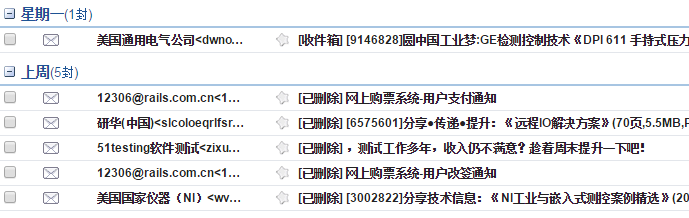 星期一(1封)
美国通用电气公司<dwno... [收件箱] [9146828]圆中国工业梦:GE检测控制技术《DPI 611 手持式压力
上周(5封)
12306@rails.com.cn<1... [已删除] 网上购票系统-用户支付通知
研华(中国)<slcoloeqrlfsr... [已删除] [6575601]分享●传递●提升：《远程IO解决方案》(70页,5.5MB,P
51testing软件测试<zixu... [已删除] ，测试工作多年，收入仍不满意？趁着周末提升一下吧！
12306@rails.com.cn<1... [已删除] 网上购票系统-用户改签通知
美国国家仪器（NI）<wv... [已删除] [3002822]分享技术信息：《NI工业与嵌入式测控案例精选》(20